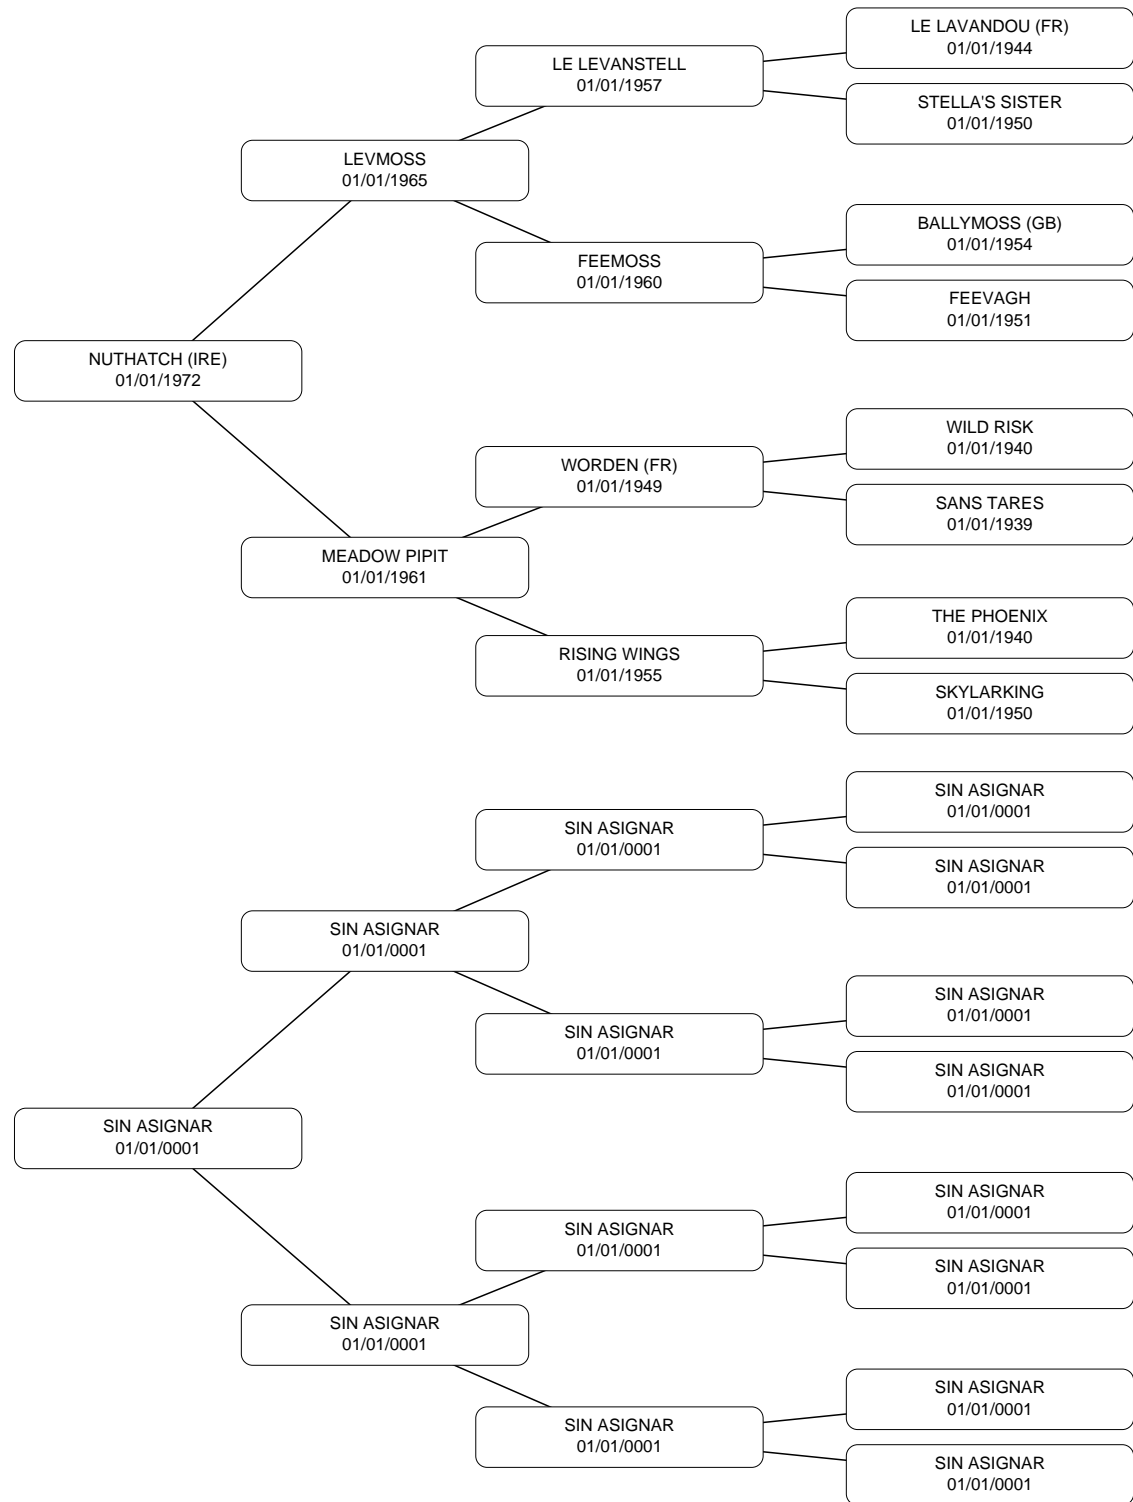 LE LAVANDOU (FR)
01/01/1944
LE LEVANSTELL
01/01/1957
STELLA'S SISTER
01/01/1950
LEVMOSS
01/01/1965
BALLYMOSS (GB)
01/01/1954
FEEMOSS
01/01/1960
FEEVAGH
01/01/1951
NUTHATCH (IRE)
01/01/1972
WILD RISK
01/01/1940
WORDEN (FR)
01/01/1949
SANS TARES
01/01/1939
MEADOW PIPIT
01/01/1961
THE PHOENIX
01/01/1940
RISING WINGS
01/01/1955
SKYLARKING
01/01/1950
SIN ASIGNAR
01/01/0001
SIN ASIGNAR
01/01/0001
SIN ASIGNAR
01/01/0001
SIN ASIGNAR
01/01/0001
SIN ASIGNAR
01/01/0001
SIN ASIGNAR
01/01/0001
SIN ASIGNAR
01/01/0001
SIN ASIGNAR
01/01/0001
SIN ASIGNAR
01/01/0001
SIN ASIGNAR
01/01/0001
SIN ASIGNAR
01/01/0001
SIN ASIGNAR
01/01/0001
SIN ASIGNAR
01/01/0001
SIN ASIGNAR
01/01/0001
SIN ASIGNAR
01/01/0001